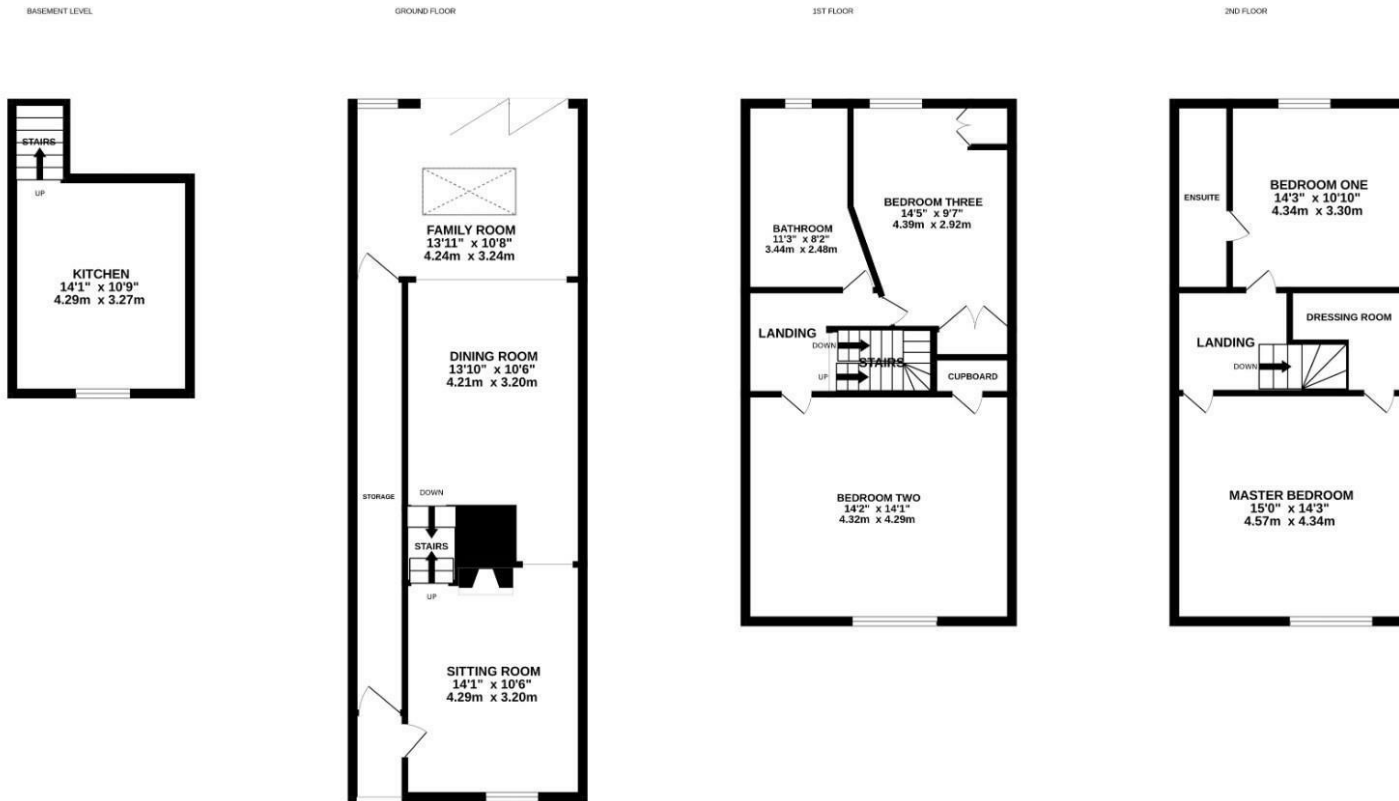 BASEMENT LEVEL
STAIRS
UP
KITCHEN
14'1" x 10'9"
4.29m x 3.27m
GROUND FLOOR
FAMILY ROOM
13'11" x 10'8"
4.24m x 3.24m
DINING ROOM
13'10" x 10'6"
4.21m x 3.20m
STORAGE
DOWN
STAIRS
UP
SITTING ROOM
14'1" x 10'6"
4.29m x 3.20m
1ST FLOOR
BATHROOM
11'3" x 8'2"
3.44m x 2.48m
BEDROOM THREE
14'5" x 9'7"
4.39m x 2.92m
LANDING
DOWN
STAIRS
UP
CUPBOARD
BEDROOM TWO
14'2" x 14'1"
4.32m x 4.29m
2ND FLOOR
ENSUITE
BEDROOM ONE
14'3" x 10'10"
4.34m x 3.30m
DRESSING ROOM
LANDING
DOWN
MASTER BEDROOM
15'0" x 14'3"
4.57m x 4.34m